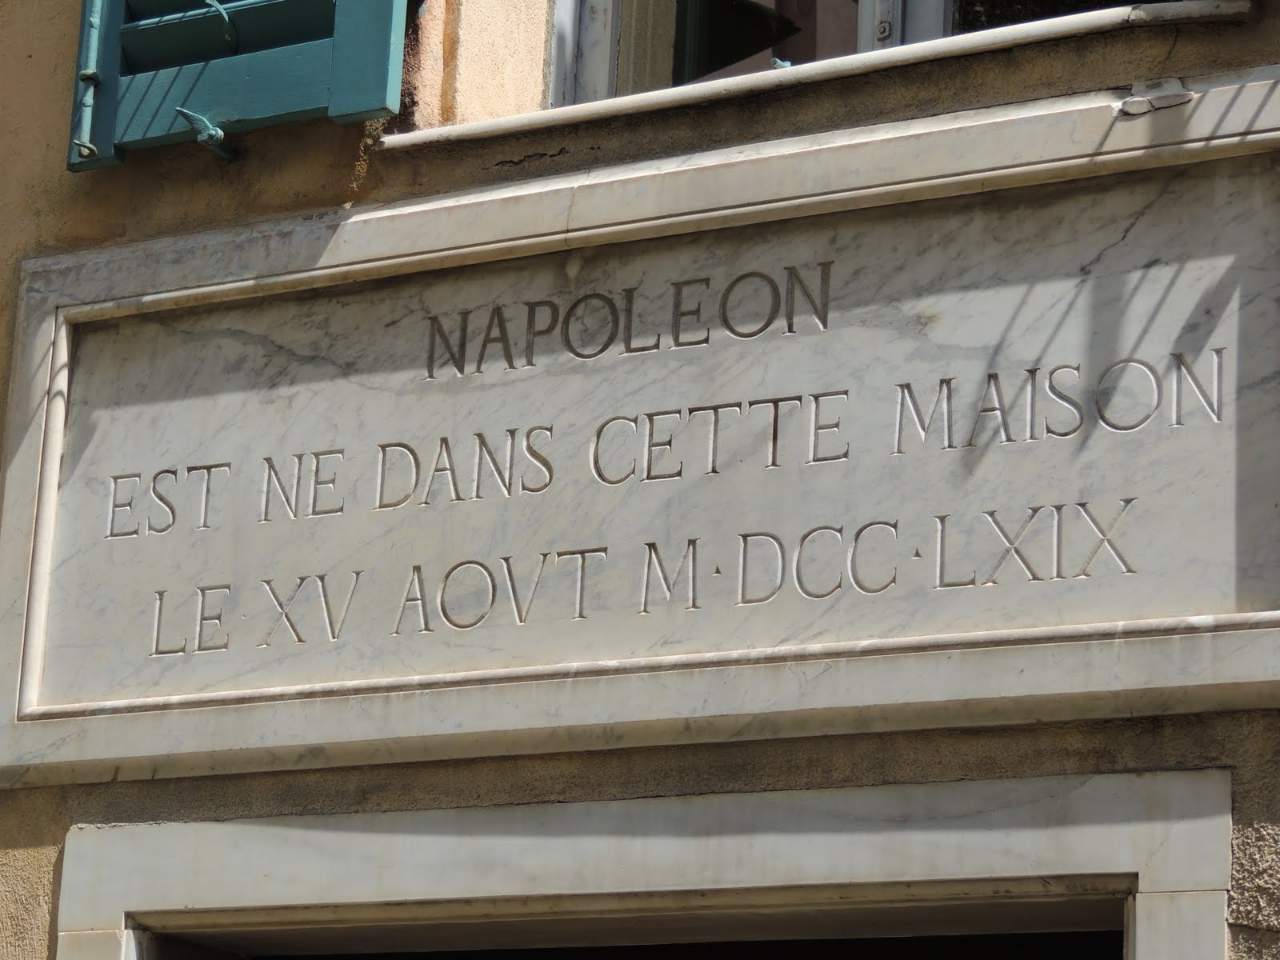 NAPOLEON
EST NE DANS CETTE MAISON
LE XV AOVT M·DCC·LXIX